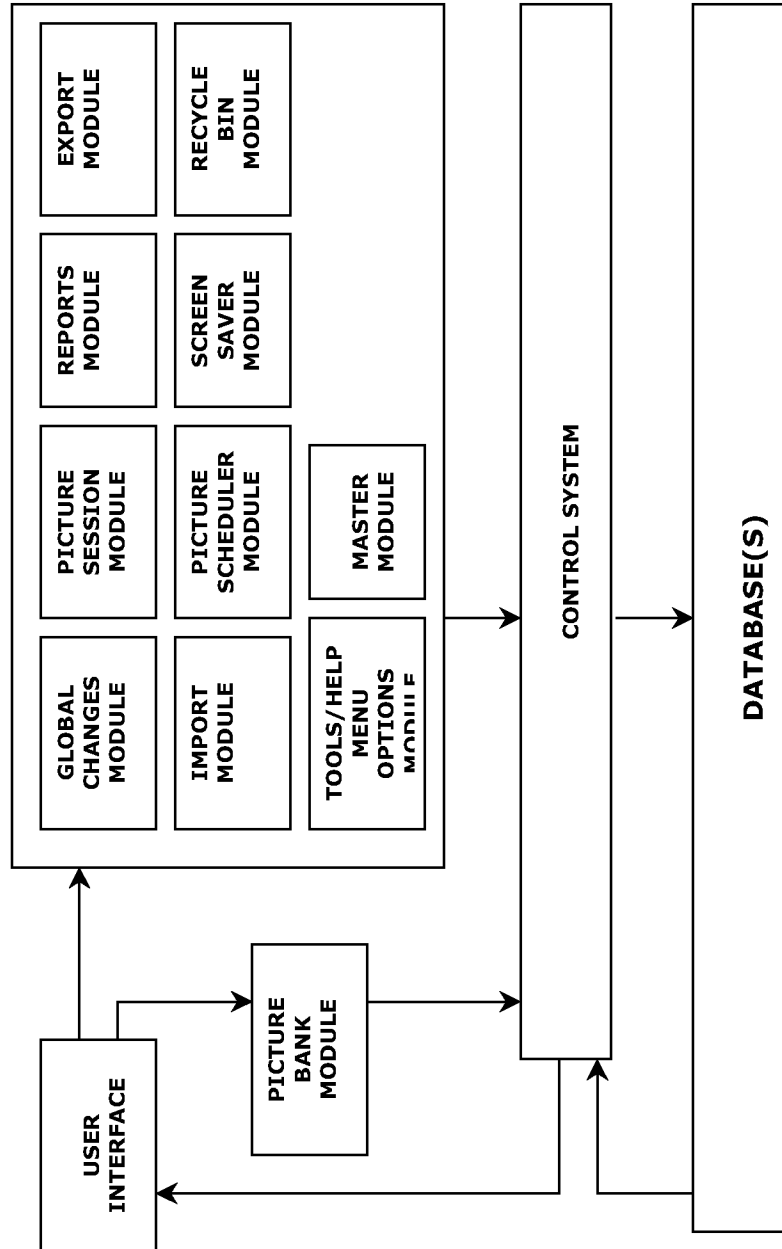 USER
INTERFACE
GLOBAL
CHANGES
MODULE
PICTURE
SESSION
MODULE
REPORTS
MODULE
EXPORT
MODULE
IMPORT
MODULE
PICTURE
SCHEDULER
MODULE
SCREEN
SAVER
MODULE
RECYCLE
BIN
MODULE
PICTURE
BANK
MODULE
TOOLS/HELP
MENU
OPTIONS
MODULE
MASTER
MODULE
CONTROL SYSTEM
DATABASE(S)